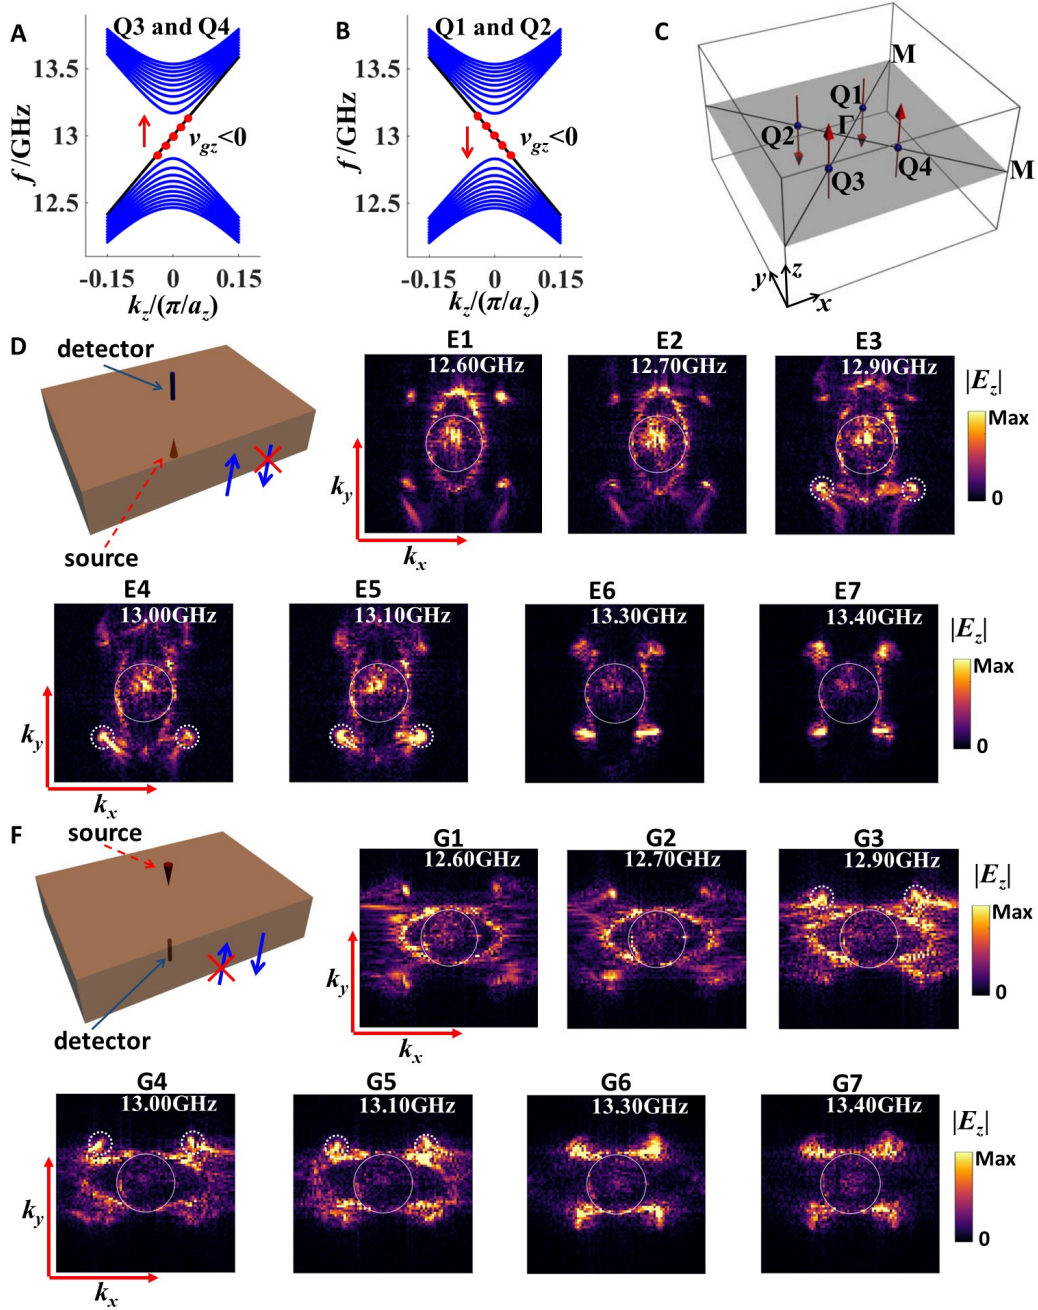 A
Q3 and Q4
13.5
13
12.5
f/GHz
v_gz<0
-0.15
0
0.15
k_z/(π/a_z)
B
Q1 and Q2
13.5
13
12.5
f/GHz
v_gz<0
-0.15
0
0.15
k_z/(π/a_z)
C
M
Q1
Q2
Γ
Q4
Q3
M
y
z
x
D
detector
source
E1
12.60GHz
E2
12.70GHz
E3
12.90GHz
|E_z|
Max
0
k_y
k_x
E4
13.00GHz
E5
13.10GHz
E6
13.30GHz
E7
13.40GHz
|E_z|
Max
0
k_y
k_x
F
source
detector
G1
12.60GHz
G2
12.70GHz
G3
12.90GHz
|E_z|
Max
0
k_y
k_x
G4
13.00GHz
G5
13.10GHz
G6
13.30GHz
G7
13.40GHz
|E_z|
Max
0
k_y
k_x